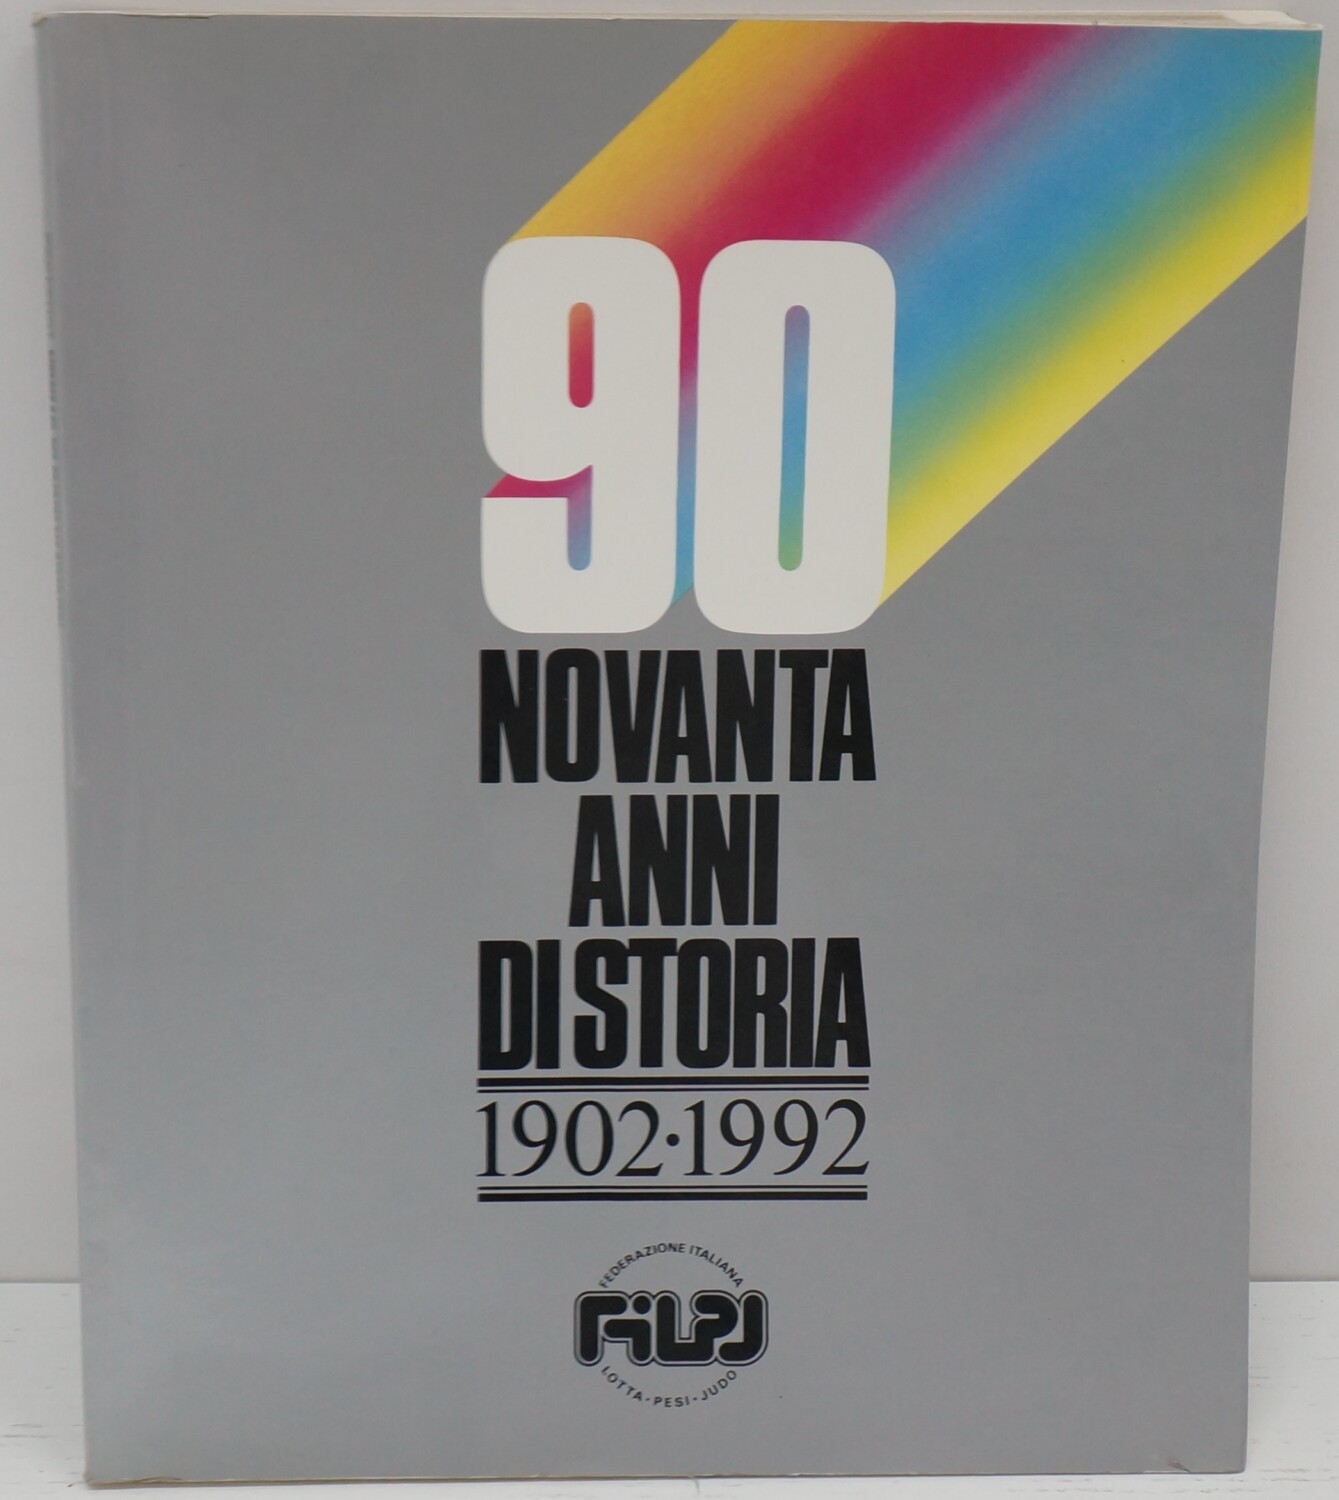 90
NOVANTA
ANNI
DI STORIA
1902·1992
FEDERAZIONE ITALIANA
FILPJ
LOTTA-PESI-JUDO